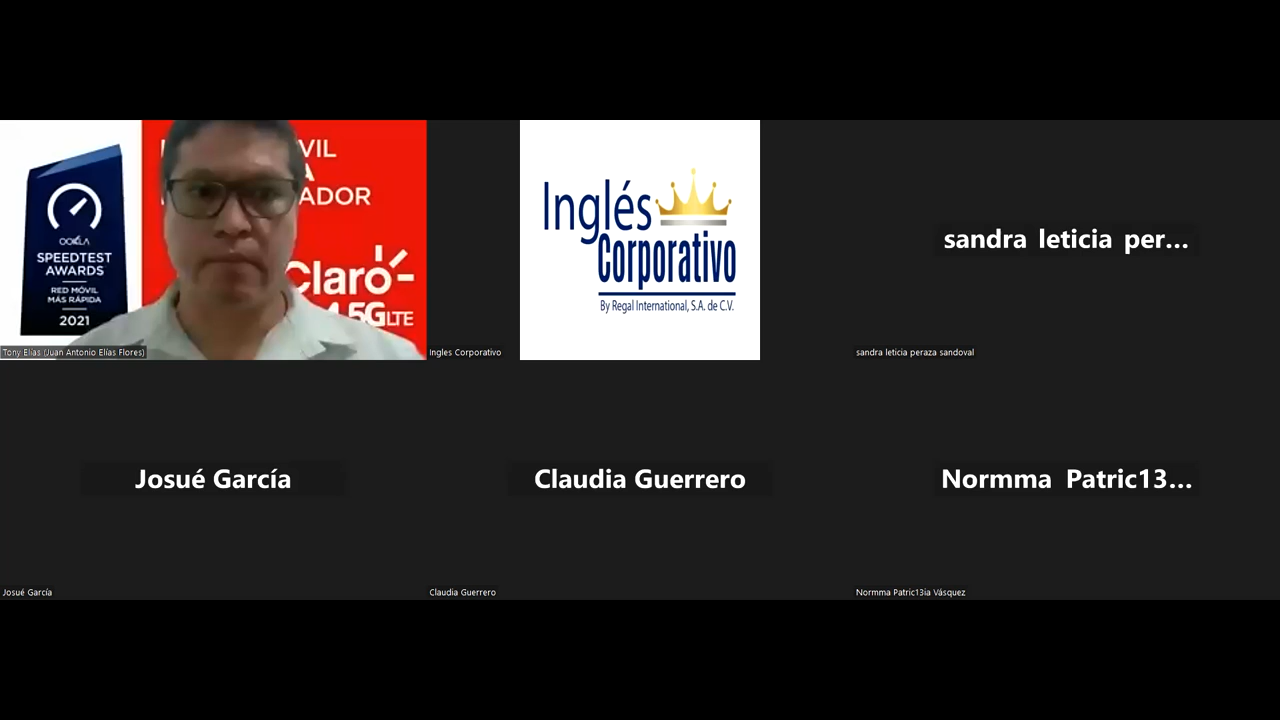 OOKLA
SPEEDTEST
AWARDS
RED MÓVIL
MÁS RÁPIDA
2021
VIL
A
ADOR
Claro
4.5G LTE
Tony Elias (Juan Antonio Elías Flores)
Inglés
Corporativo
By Regal International, S.A. de C.V.
Ingles Corporativo
sandra leticia per...
sandra leticia peraza sandoval
Josué García
Josué García
Claudia Guerrero
Claudia Guerrero
Normma Patric13...
Normma Patric13ia Vásquez